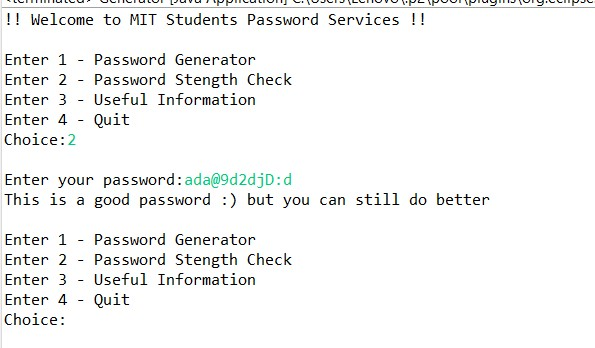 <terminated> Generator [Java Application] C:\Users\Lenovo\.p2\pool\plugins\org.eclipse
!! Welcome to MIT Students Password Services !!
Enter 1 - Password Generator
Enter 2 - Password Stength Check
Enter 3 - Useful Information
Enter 4 - Quit
Choice:2
Enter your password:ada@9d2djD:d
This is a good password :) but you can still do better
Enter 1 - Password Generator
Enter 2 - Password Stength Check
Enter 3 - Useful Information
Enter 4 - Quit
Choice: